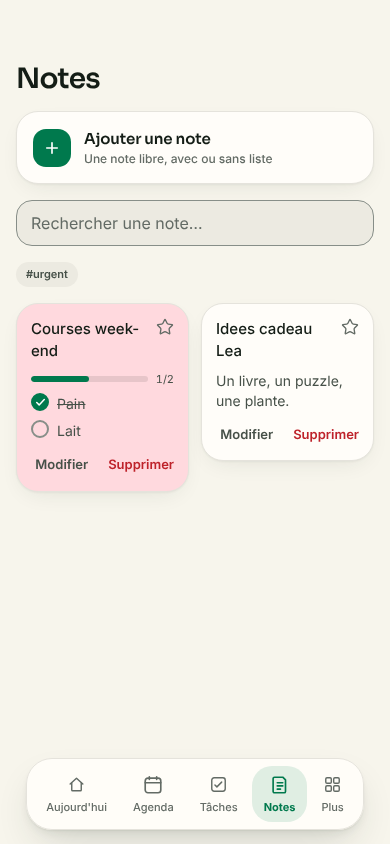 Notes
Ajouter une note
Une note libre, avec ou sans liste
Rechercher une note...
#urgent
Courses week-
end
1/2
Pain
Lait
Modifier Supprimer
Idees cadeau
Lea
Un livre, un puzzle,
une plante.
Modifier Supprimer
Aujourd'hui Agenda Tâches Notes Plus